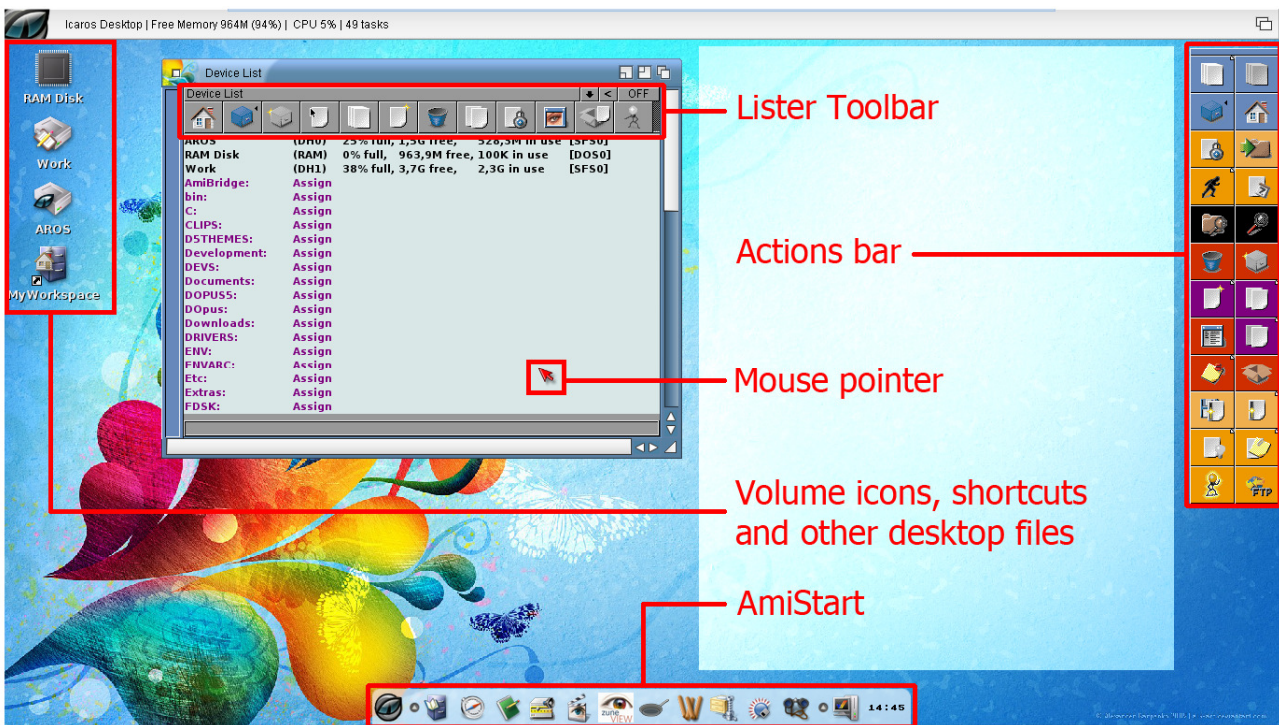 Icaros Desktop | Free Memory 964M (94%) | CPU 5% | 49 tasks
RAM Disk
Work
AROS
MyWorkspace
Device List
Device List OFF
AROS (DH0) 25% full, 1,5G free, 528,5M in use [SFS0]
RAM Disk (RAM) 0% full, 963,9M free, 100K in use [DOS0]
Work (DH1) 38% full, 3,7G free, 2,3G in use [SFS0]
AmiBridge: Assign
bin: Assign
C: Assign
CLIPS: Assign
D5THEMES: Assign
Development: Assign
DEVS: Assign
Documents: Assign
DOPUS5: Assign
DOpus: Assign
Downloads: Assign
DRIVERS: Assign
ENV: Assign
ENVARC: Assign
Etc: Assign
Extras: Assign
FDSK: Assign
Lister Toolbar
Actions bar
Mouse pointer
Volume icons, shortcuts
and other desktop files
AmiStart
FTP
zune
VIEW
14:45